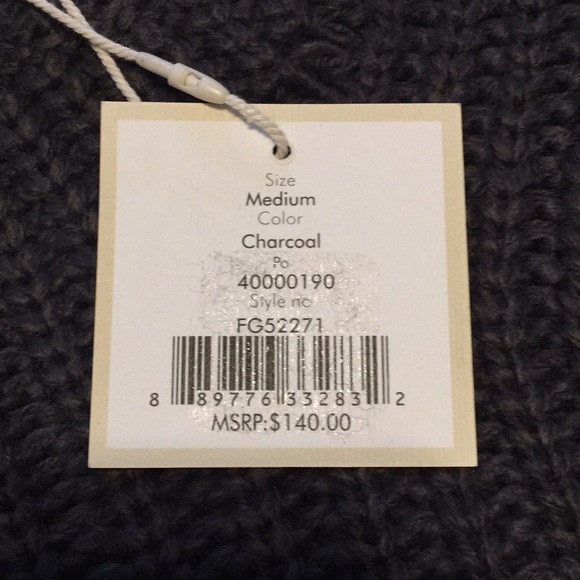 Size
Medium
Color
Charcoal
Po
40000190
Style no
FG52271
8 89776 33283 2
MSRP:$140.00